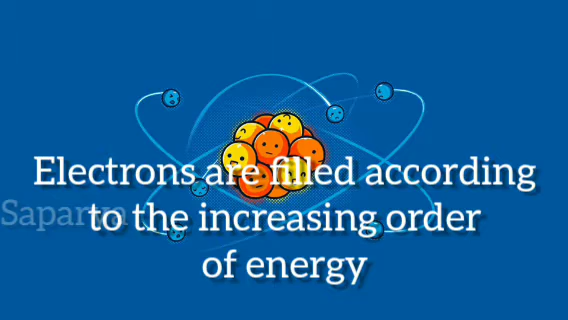 Electrons are filled according
to the increasing order
of energy